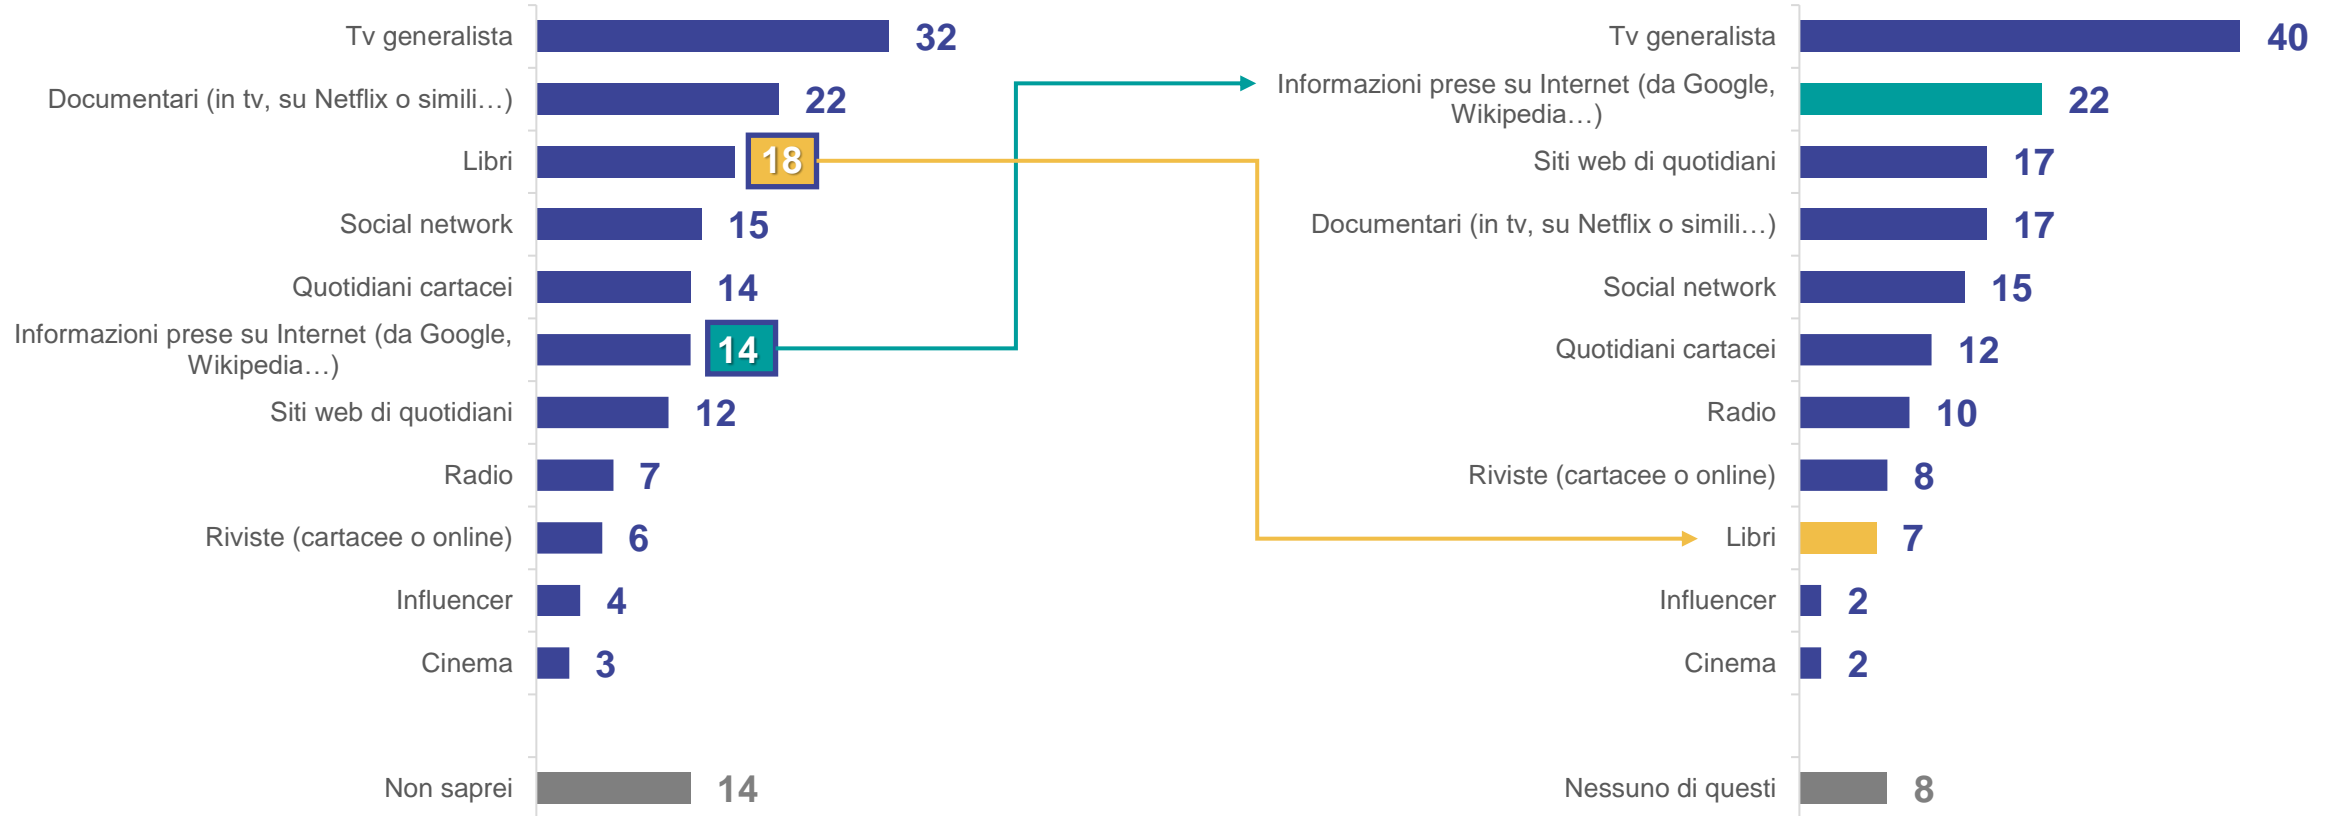 Tv generalista 32
Documentari (in tv, su Netflix o simili…) 22
Libri 18
Social network 15
Quotidiani cartacei 14
Informazioni prese su Internet (da Google,
Wikipedia…) 14
Siti web di quotidiani 12
Radio 7
Riviste (cartacee o online) 6
Influencer 4
Cinema 3
Non saprei 14
Tv generalista 40
Informazioni prese su Internet (da Google,
Wikipedia…) 22
Siti web di quotidiani 17
Documentari (in tv, su Netflix o simili…) 17
Social network 15
Quotidiani cartacei 12
Radio 10
Riviste (cartacee o online) 8
Libri 7
Influencer 2
Cinema 2
Nessuno di questi 8